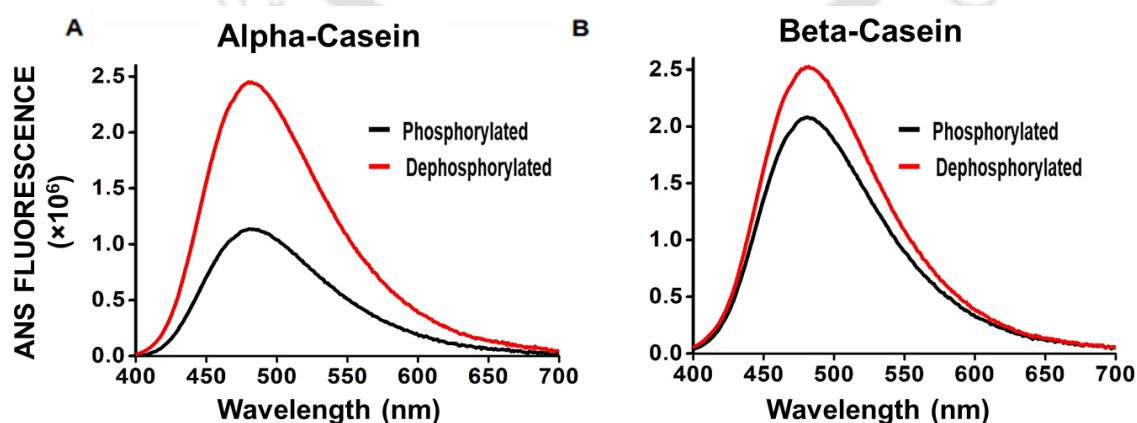 A
Alpha-Casein
ANS FLUORESCENCE
(×10⁶)
2.5
2.0
1.5
1.0
0.5
0.0
Phosphorylated
Dephosphorylated
400 450 500 550 600 650 700
Wavelength (nm)
B
Beta-Casein
2.5
2.0
1.5
1.0
0.5
0.0
Phosphorylated
Dephosphorylated
400 450 500 550 600 650 700
Wavelength (nm)